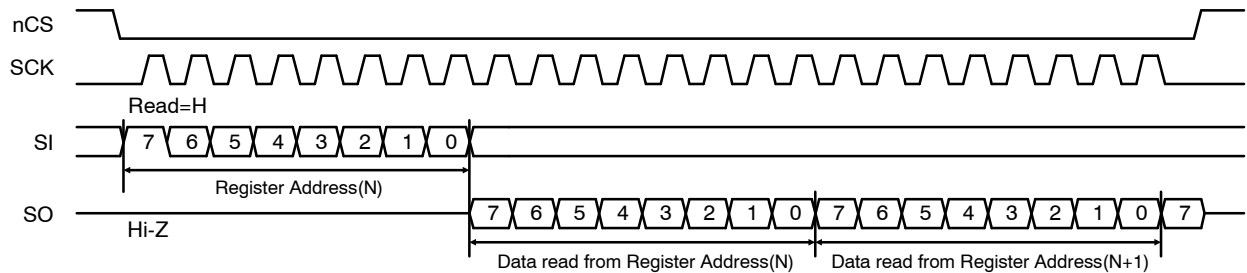 nCS
SCK
Read=H
SI 7 6 5 4 3 2 1 0
Register Address(N)
SO 7 6 5 4 3 2 1 0 7 6 5 4 3 2 1 0 7
Hi-Z
Data read from Register Address(N) Data read from Register Address(N+1)